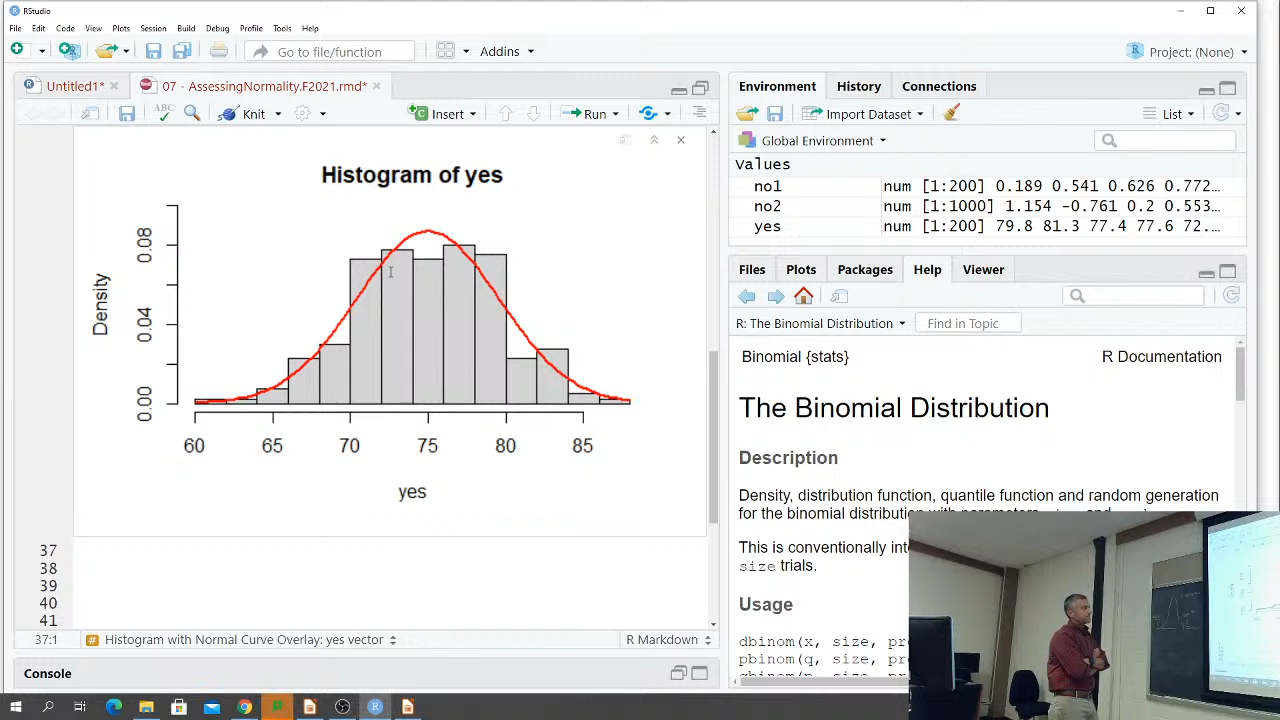 RStudio
File Edit Code View Plots Session Build Debug Profile Tools Help
Go to file/function
Addins
Project: (None)
Untitled1*
07 - AssessingNormality.F2021.rmd*
ABC
Knit
Insert
Run
Histogram of yes
Density
0.00 0.04 0.08
60 65 70 75 80 85
yes
37
38
39
40
41
37:1 Histogram with Normal Curve Overlay: yes vector R Markdown
Console
Environment History Connections
Import Dataset
List
Global Environment
Values
no1 num [1:200] 0.189 0.541 0.626 0.772...
no2 num [1:1000] 1.154 -0.761 0.2 0.553...
yes num [1:200] 79.8 81.3 77.4 77.6 72...
Files Plots Packages Help Viewer
R: The Binomial Distribution
Find in Topic
Binomial {stats} R Documentation
The Binomial Distribution
Description
Density, distribution function, quantile function and random generation
for the binomial distribution with parameters and
This is conventionally
size trials.
Usage
dbinom(x, size,
pbinom(q, size,